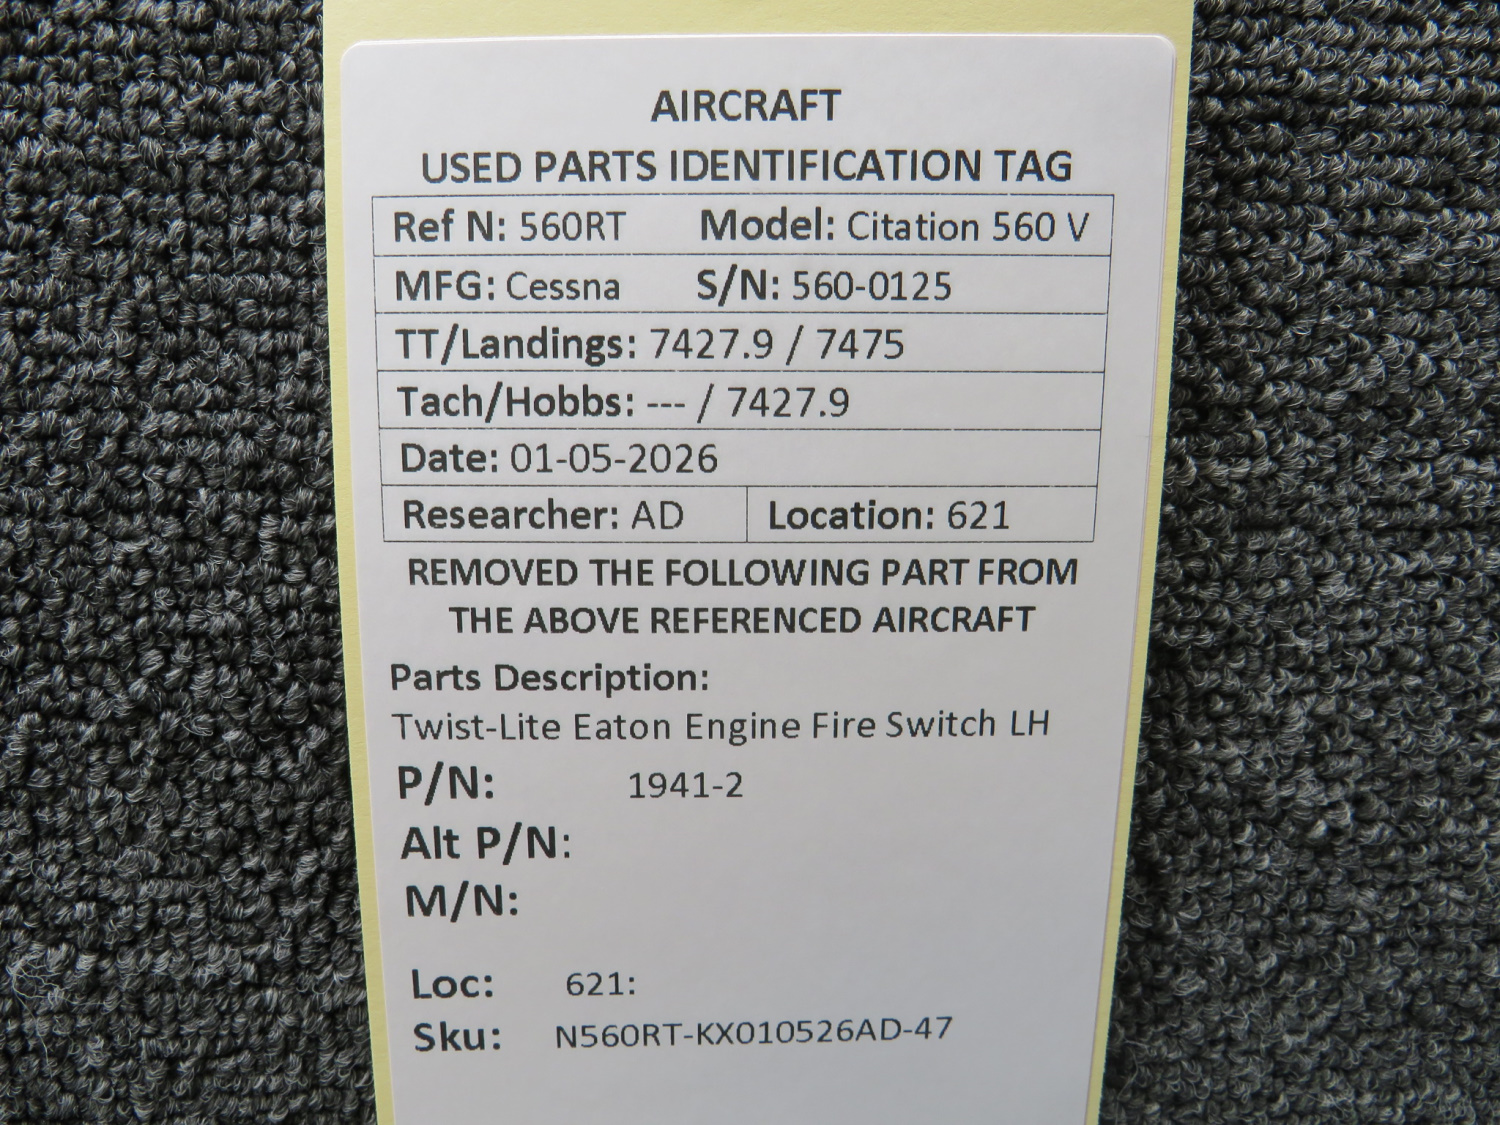 AIRCRAFT
USED PARTS IDENTIFICATION TAG
Ref N: 560RT Model: Citation 560 V
MFG: Cessna S/N: 560-0125
TT/Landings: 7427.9 / 7475
Tach/Hobbs: --- / 7427.9
Date: 01-05-2026
Researcher: AD Location: 621
REMOVED THE FOLLOWING PART FROM
THE ABOVE REFERENCED AIRCRAFT
Parts Description:
Twist-Lite Eaton Engine Fire Switch LH
P/N: 1941-2
Alt P/N:
M/N:
Loc: 621:
Sku: N560RT-KX010526AD-47